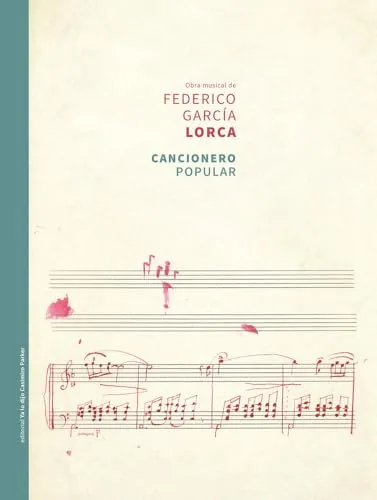 Obra musical de
FEDERICO
GARCÍA
LORCA
CANCIONERO
POPULAR
editorial Ya lo dijo Casimiro Parker